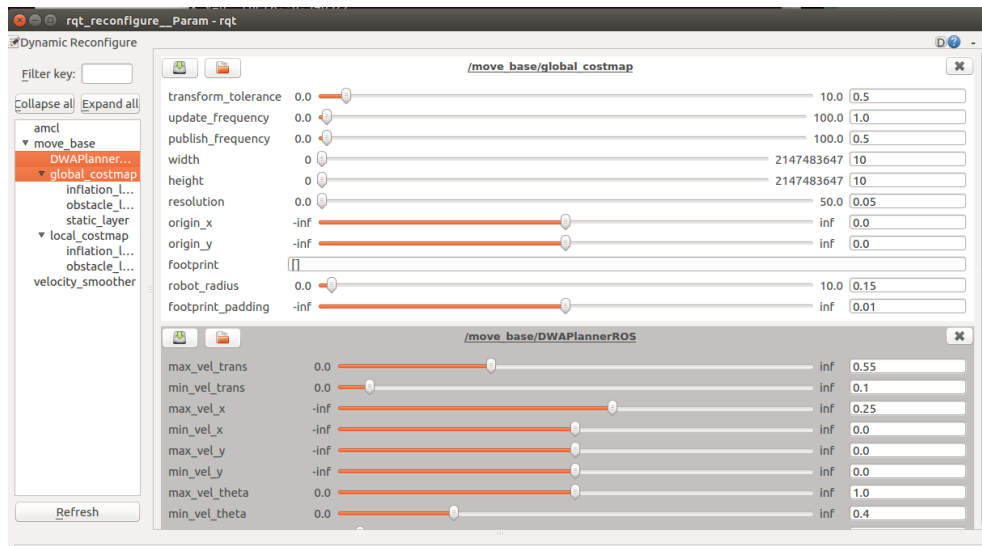 rqt_reconfigure__Param - rqt
Dynamic Reconfigure
D
-
Filter key:
Collapse all Expand all
amcl
move_base
DWAPlanner...
global_costmap
inflation_l...
obstacle_l...
static_layer
local_costmap
inflation_l...
obstacle_l...
velocity_smoother
Refresh
/move_base/global_costmap
transform_tolerance 0.0 10.0 0.5
update_frequency 0.0 100.0 1.0
publish_frequency 0.0 100.0 0.5
width 0 2147483647 10
height 0 2147483647 10
resolution 0.0 50.0 0.05
origin_x -inf inf 0.0
origin_y -inf inf 0.0
footprint []
robot_radius 0.0 10.0 0.15
footprint_padding -inf inf 0.01
/move_base/DWAPlannerROS
max_vel_trans 0.0 inf 0.55
min_vel_trans 0.0 inf 0.1
max_vel_x -inf inf 0.25
min_vel_x -inf inf 0.0
max_vel_y -inf inf 0.0
min_vel_y -inf inf 0.0
max_vel_theta 0.0 inf 1.0
min_vel_theta 0.0 inf 0.4